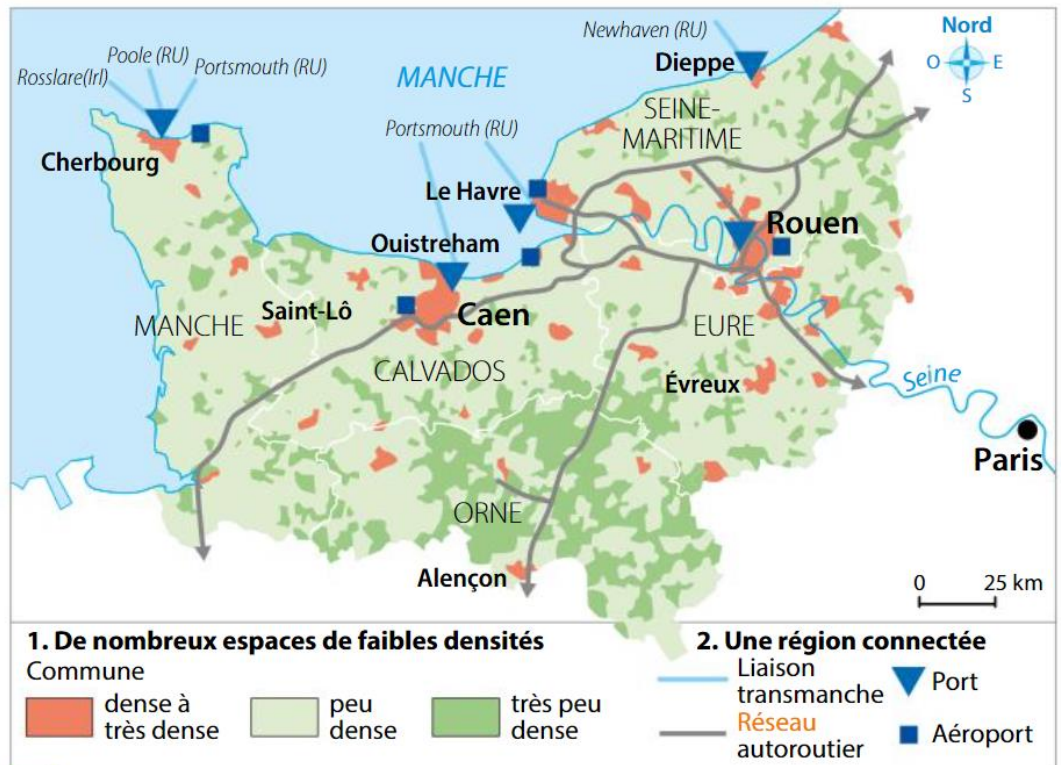 Nord
O
E
S
Newhaven (RU)
Poole (RU)
Rosslare(Irl)
Portsmouth (RU)
MANCHE
Dieppe
SEINE-
MARITIME
Portsmouth (RU)
Cherbourg
Le Havre
Rouen
Ouistreham
Saint-Lô
Caen
MANCHE
EURE
CALVADOS
Évreux
Seine
Paris
ORNE
Alençon
0
25 km
1. De nombreux espaces de faibles densités
Commune
dense à
très dense
peu
dense
très peu
dense
2. Une région connectée
Liaison
transmanche
Port
Réseau
autoroutier
Aéroport